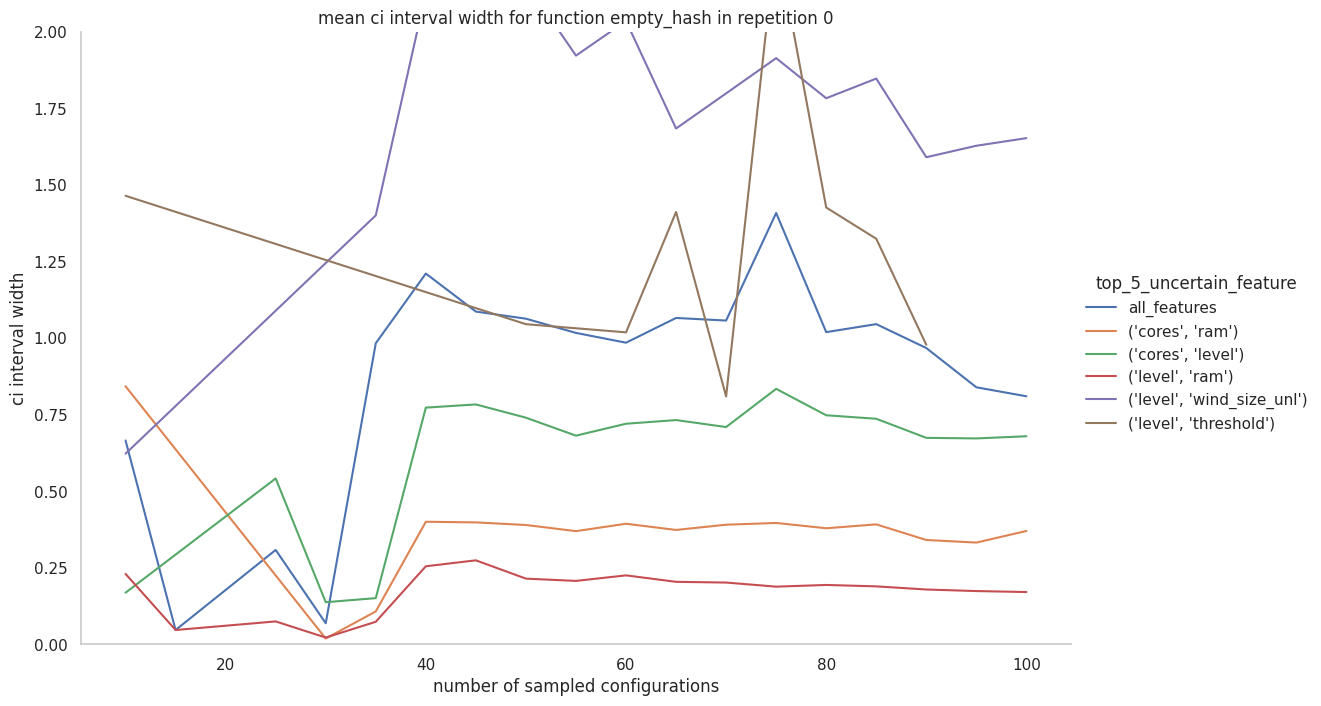 mean ci interval width for function empty_hash in repetition 0
2.00
1.75
1.50
1.25
1.00
0.75
0.50
0.25
0.00
ci interval width
20
40
60
80
100
number of sampled configurations
top_5_uncertain_feature
all_features
('cores', 'ram')
('cores', 'level')
('level', 'ram')
('level', 'wind_size_unl')
('level', 'threshold')